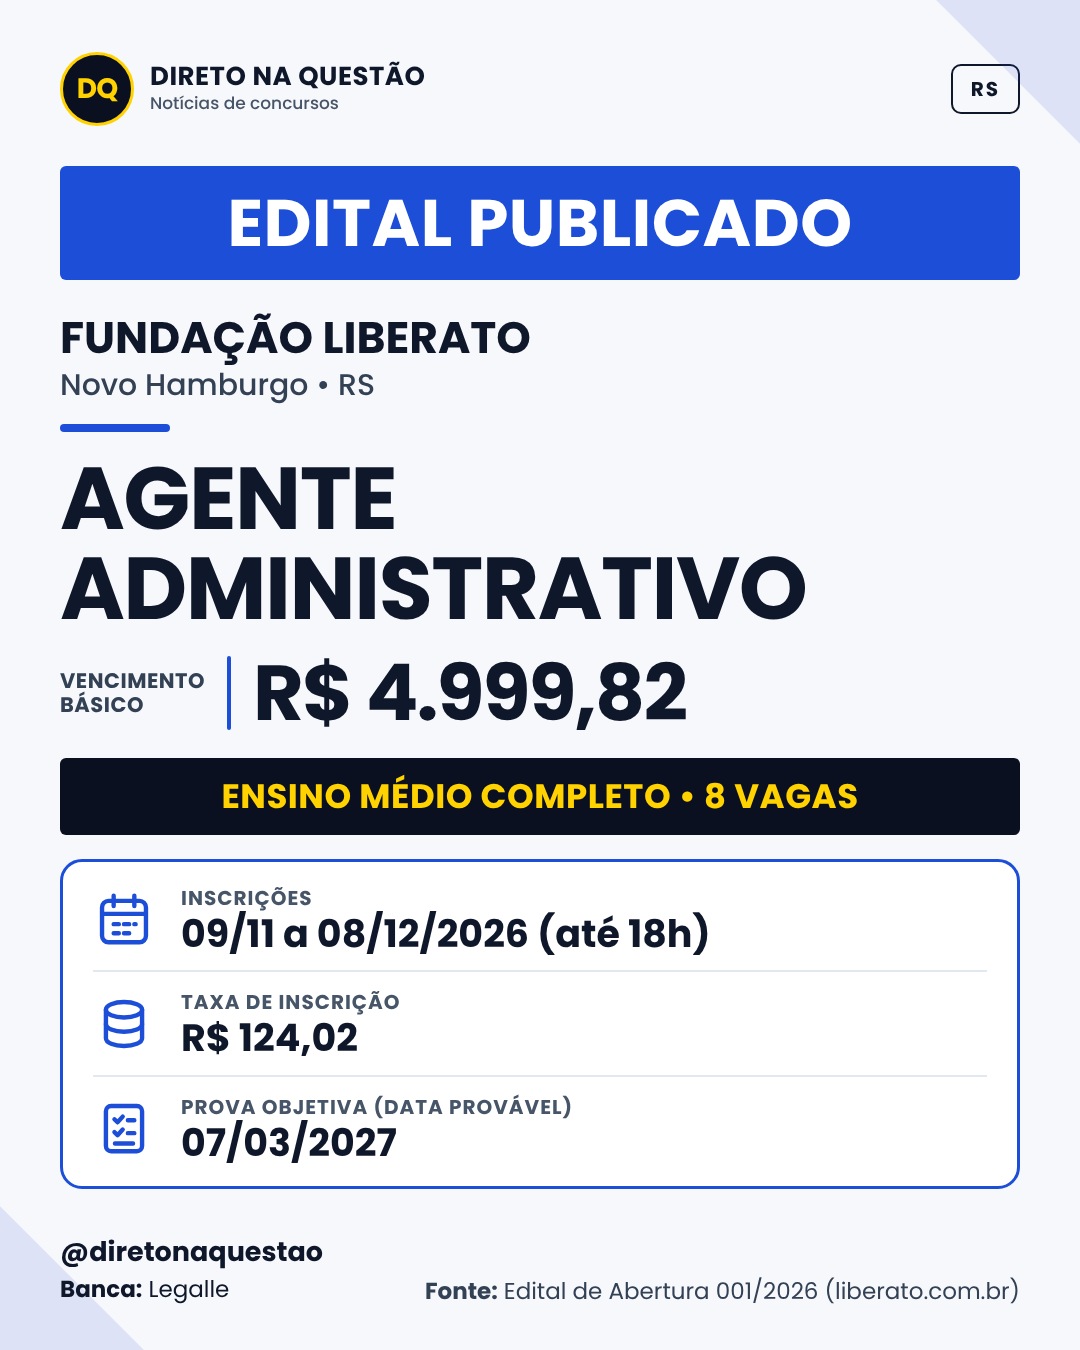 DQ
DIRETO NA QUESTÃO
Notícias de concursos
RS
EDITAL PUBLICADO
FUNDAÇÃO LIBERATO
Novo Hamburgo • RS
AGENTE
ADMINISTRATIVO
VENCIMENTO
BÁSICO
R$ 4.999,82
ENSINO MÉDIO COMPLETO • 8 VAGAS
INSCRIÇÕES
09/11 a 08/12/2026 (até 18h)
TAXA DE INSCRIÇÃO
R$ 124,02
PROVA OBJETIVA (DATA PROVÁVEL)
07/03/2027
@diretonaquestao
Banca: Legalle
Fonte: Edital de Abertura 001/2026 (liberato.com.br)